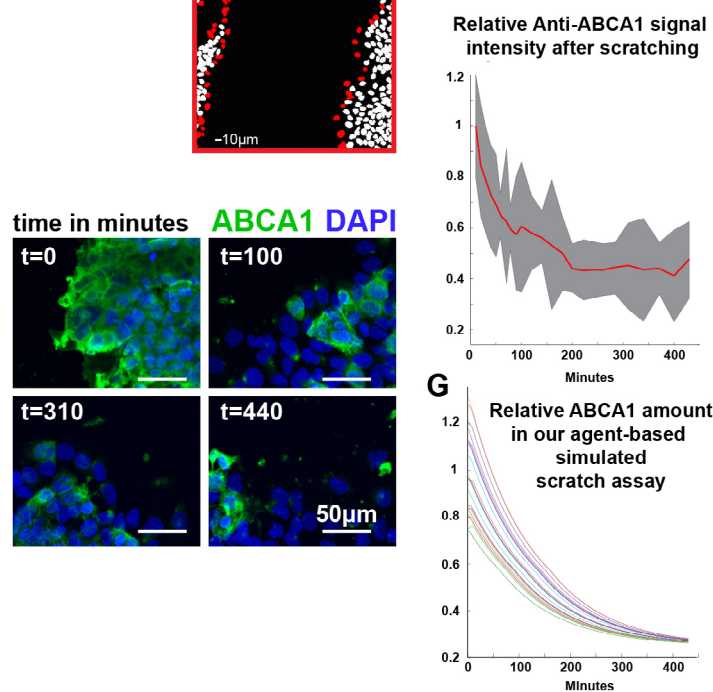 –10µm
time in minutes ABCA1 DAPI
t=0
t=100
t=310
t=440
50µm
Relative Anti-ABCA1 signal
intensity after scratching
1.2
1
0.8
0.6
0.4
0.2
0 100 200 300 400
Minutes
G
Relative ABCA1 amount
in our agent-based
simulated
scratch assay
1.2
1
0.8
0.6
0.4
0.2
0 100 200 300 400
MInutes